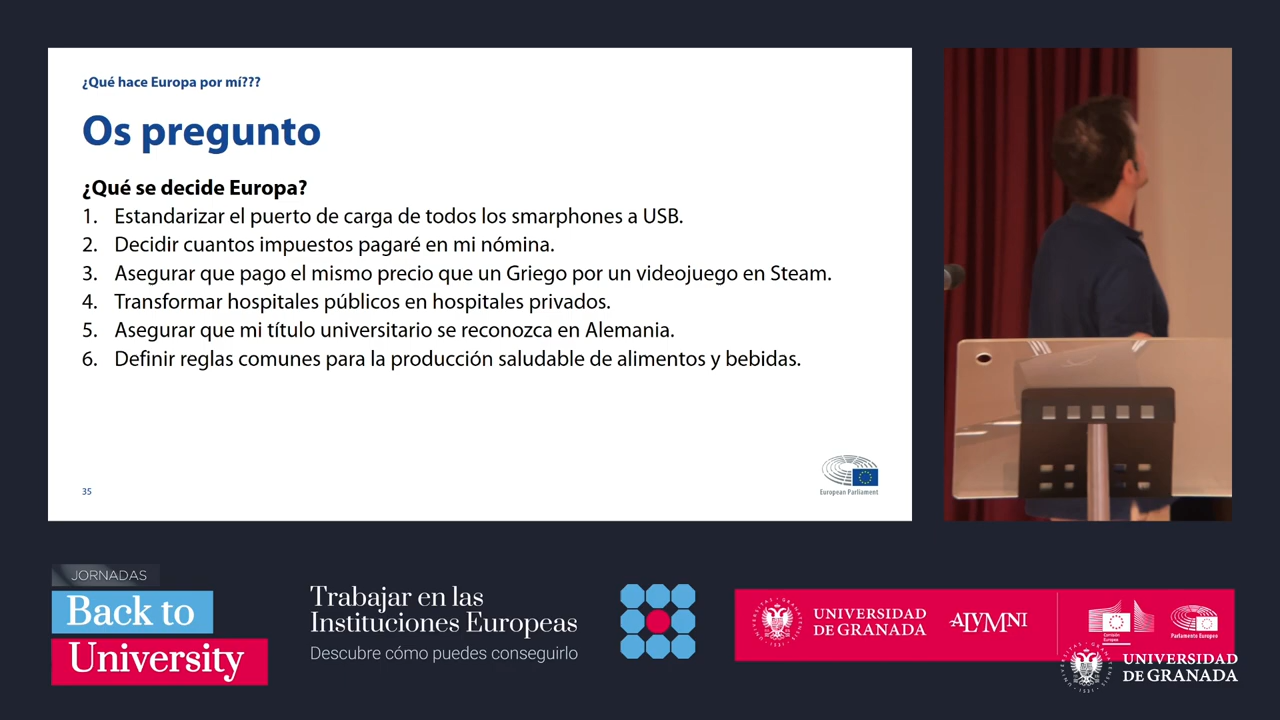 ¿Qué hace Europa por mí???
Os pregunto
¿Qué se decide Europa?
1. Estandarizar el puerto de carga de todos los smarphones a USB.
2. Decidir cuantos impuestos pagaré en mi nómina.
3. Asegurar que pago el mismo precio que un Griego por un videojuego en Steam.
4. Transformar hospitales públicos en hospitales privados.
5. Asegurar que mi título universitario se reconozca en Alemania.
6. Definir reglas comunes para la producción saludable de alimentos y bebidas.
35
European Parliament
JORNADAS
Back to
University
Trabajar en las
Instituciones Europeas
Descubre cómo puedes conseguirlo
UNIVERSIDAD
DE GRANADA
ALVMNI
Comisión
Europea
Parlamento Europeo
UNIVERSIDAD
DE GRANADA